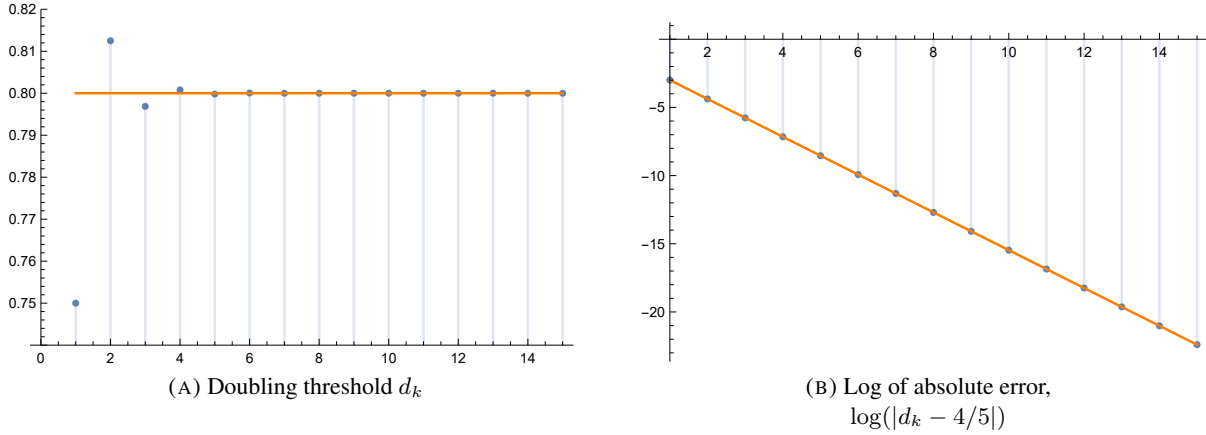 0.82
0.81
0.80
0.79
0.78
0.77
0.76
0.75
0 2 4 6 8 10 12 14
(A) Doubling threshold d_k
2 4 6 8 10 12 14
−5
−10
−15
−20
(B) Log of absolute error,
log(|d_k − 4/5|)